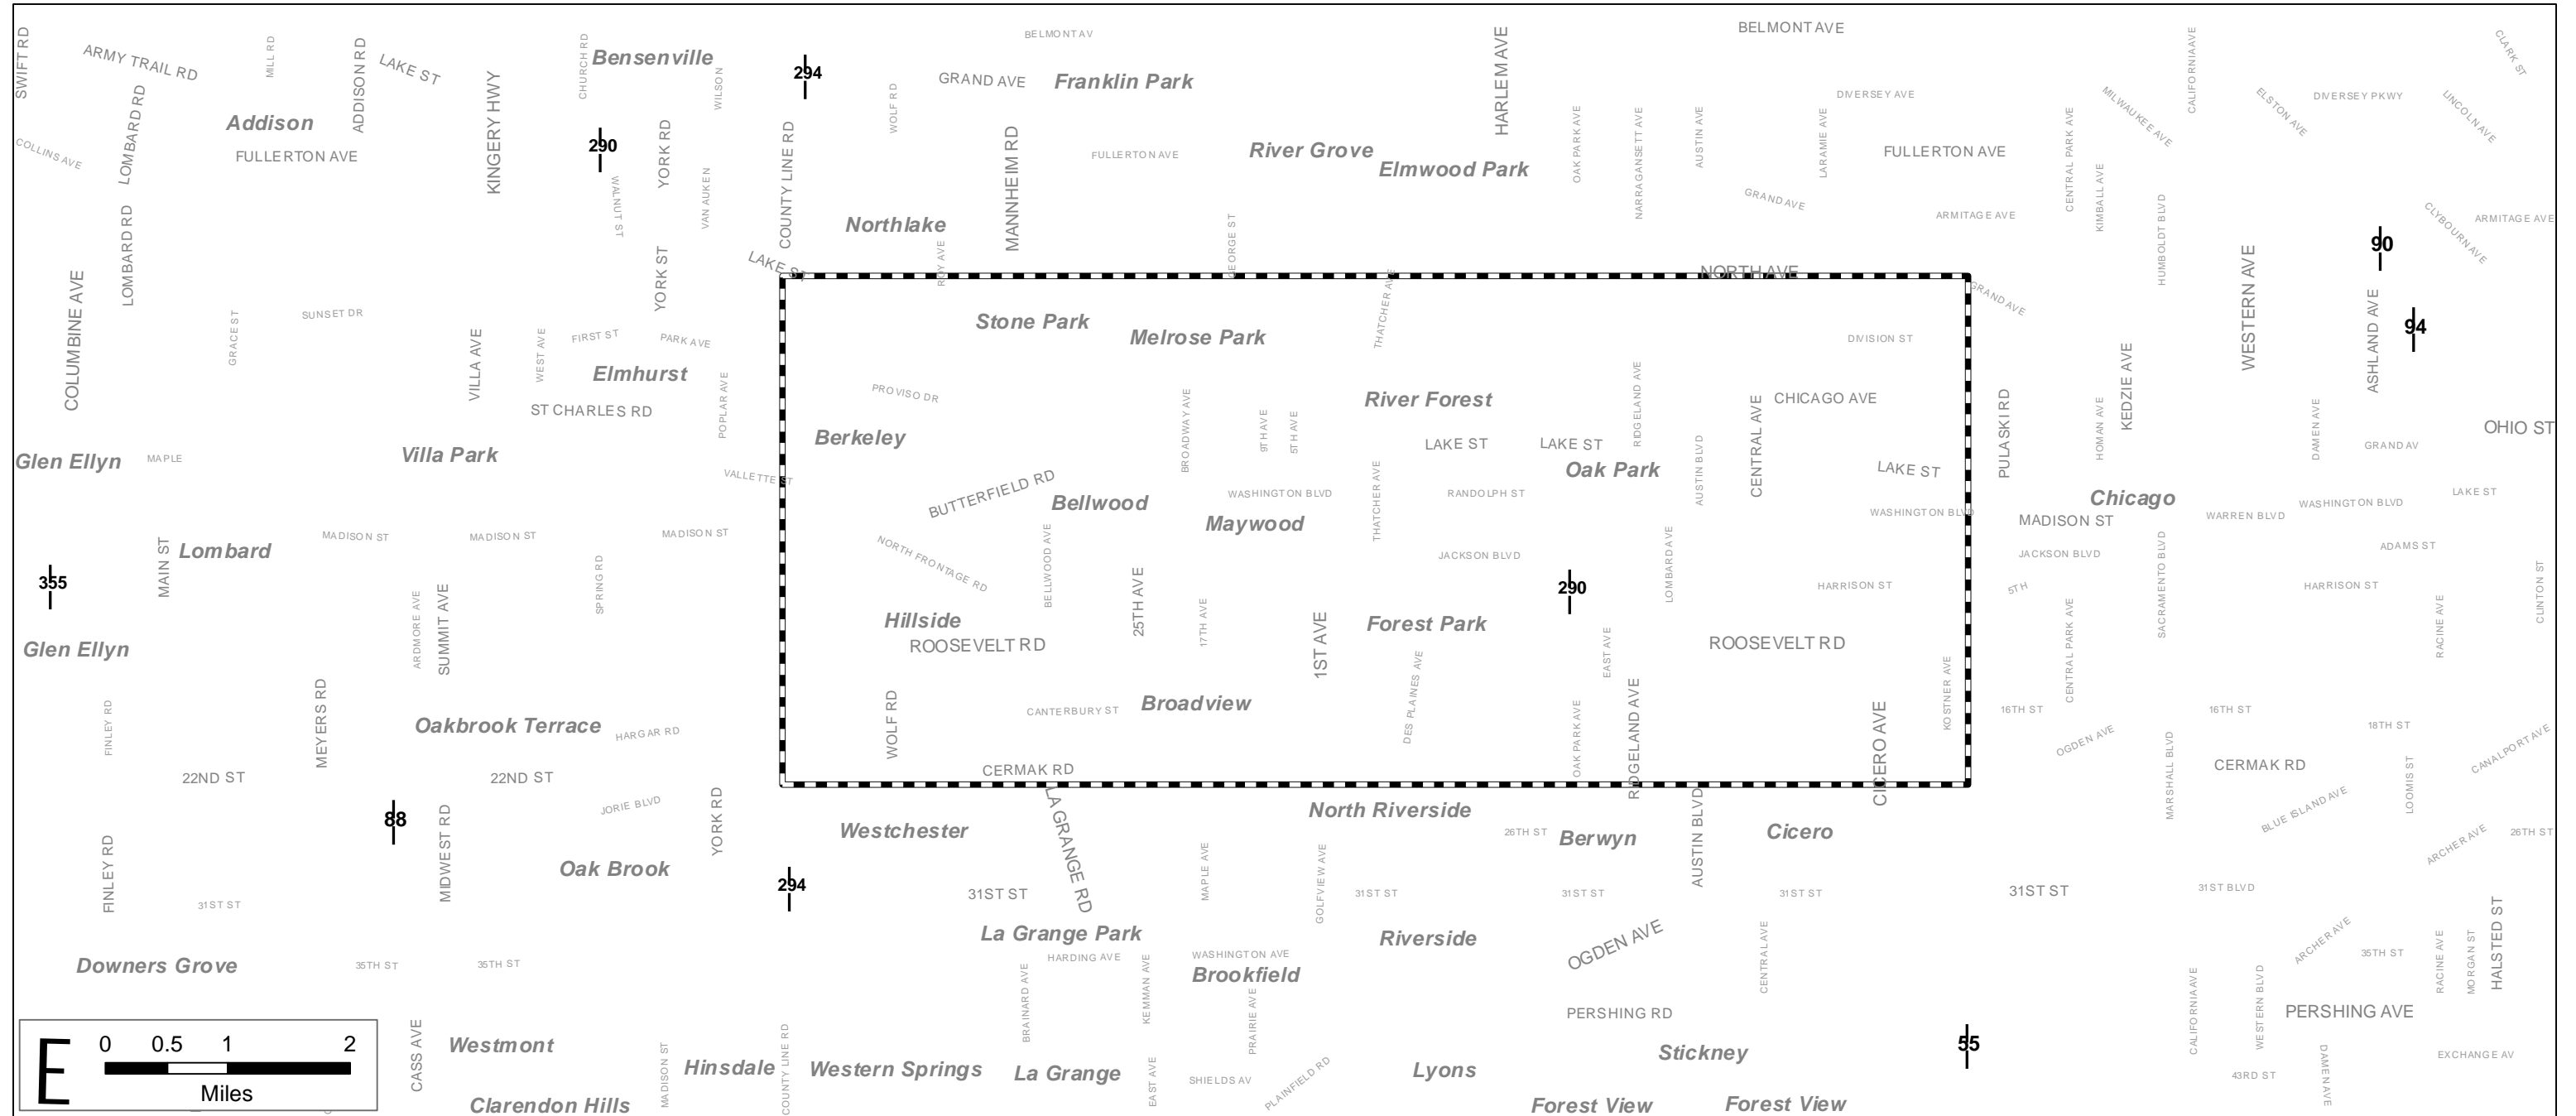 BELMONT AVE
BELMONT AV
SWIFT RD
ARMY TRAIL RD
MILL RD
ADDISON RD
LAKE ST
CHURCH RD
Bensenville
294
GRAND AVE
Franklin Park
HARLEM AVE
CALIFORNIA AVE
CLARK ST
KINGERY HWY
WILSON
WOLF RD
DIVERSEY AVE
MILWAUKEE AVE
ELSTON AVE
DIVERSEY PKWY
LINCOLN AVE
LOMBARD RD
Addison
290
YORK RD
COUNTY LINE RD
MANNHEIM RD
COLLINS AVE
FULLERTON AVE
FULLERTON AVE
River Grove
Elmwood Park
OAK PARK AVE
NARRAGANSETT AVE
AUSTIN AVE
LARAMIE AVE
FULLERTON AVE
CENTRAL PARK AVE
KIMBALL AVE
WALNUT ST
VAN AUKEN
GRAND AVE
ARMITAGE AVE
HUMBOLDT BLVD
CLYBOURN AVE
ARMITAGE AVE
LOMBARD RD
Northlake
GEORGE ST
90
YORK ST
LAKE ST
ROY AVE
NORTH AVE
WESTERN AVE
COLUMBINE AVE
GRACE ST
SUNSET DR
VILLA AVE
WEST AVE
FIRST ST
PARK AVE
Stone Park
Melrose Park
THATCHER AVE
GRAND AVE
DIVISION ST
ASHLAND AVE
94
Elmhurst
POPLAR AVE
ST CHARLES RD
PROVISO DR
BROADWAY AVE
9TH AVE
5TH AVE
River Forest
RIDGELAND AVE
CENTRAL AVE
CHICAGO AVE
PULASKI RD
HOMAN AVE
KEDZIE AVE
DAMEN AVE
OHIO ST
Berkeley
LAKE ST
LAKE ST
GRAND AV
Glen Ellyn
MAPLE
Villa Park
VALLETTE ST
Oak Park
AUSTIN BLVD
LAKE ST
BUTTERFIELD RD
Bellwood
WASHINGTON BLVD
THATCHER AVE
RANDOLPH ST
WASHINGTON BLVD
Chicago
WARREN BLVD
WASHINGTON BLVD
LAKE ST
Maywood
MADISON ST
MAIN ST
Lombard
MADISON ST
MADISON ST
MADISON ST
NORTH FRONTAGE RD
BELLWOOD AVE
JACKSON BLVD
LOMBARD AVE
JACKSON BLVD
SACRAMENTO BLVD
ADAMS ST
355
SPRING RD
25TH AVE
290
HARRISON ST
5TH
HARRISON ST
CLINTON ST
ARDMORE AVE
SUMMIT AVE
Hillside
17TH AVE
1ST AVE
Forest Park
CENTRAL PARK AVE
RACINE AVE
Glen Ellyn
ROOSEVELT RD
EAST AVE
ROOSEVELT RD
FINLEY RD
MEYERS RD
Oakbrook Terrace
HARGAR RD
WOLF RD
CANTERBURY ST
Broadview
DES PLAINES AVE
OAK PARK AVE
RIDGELAND AVE
CICERO AVE
KOSTNER AVE
16TH ST
OGDEN AVE
16TH ST
18TH ST
CANALPORT AVE
22ND ST
22ND ST
CERMAK RD
MARSHALL BLVD
CERMAK RD
LOOMIS ST
88
MIDWEST RD
JORIE BLVD
YORK RD
Westchester
LA GRANGE RD
North Riverside
26TH ST
Berwyn
AUSTIN BLVD
Cicero
BLUE ISLAND AVE
ARCHER AVE
26TH ST
FINLEY RD
Oak Brook
294
31ST ST
31ST ST
MAPLE AVE
GOLFVIEW AVE
31ST ST
31ST ST
31ST ST
31ST ST
31ST BLVD
HALSTED ST
Downers Grove
35TH ST
35TH ST
La Grange Park
HARDING AVE
WASHINGTON AVE
Brookfield
Riverside
OGDEN AVE
CENTRAL AVE
ARCHER AVE
35TH ST
RACINE AVE
MORGAN ST
BRAINARD AVE
KEMMAN AVE
PRAIRIE AVE
PERSHING RD
CALIFORNIA AVE
WESTERN BLVD
PERSHING AVE
E
0 0.5 1 2
Miles
CASS AVE
Westmont
MADISON ST
Hinsdale
COUNTY LINE RD
Western Springs
La Grange
EAST AVE
SHIELDS AV
PLAINFIELD RD
Lyons
Stickney
55
43RD ST
DAMEN AVE
EXCHANGE AV
Clarendon Hills
Forest View
Forest View